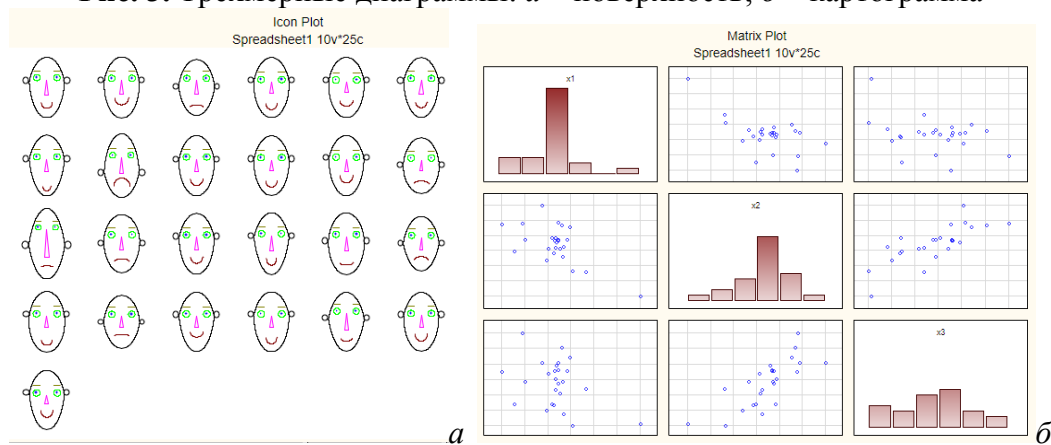 Рис. 3. Трехмерные диаграммы: а – поверхность, б – картограмма
Icon Plot
Spreadsheet1 10v*25c
а
Matrix Plot
Spreadsheet1 10v*25c
x1
x2
x3
б